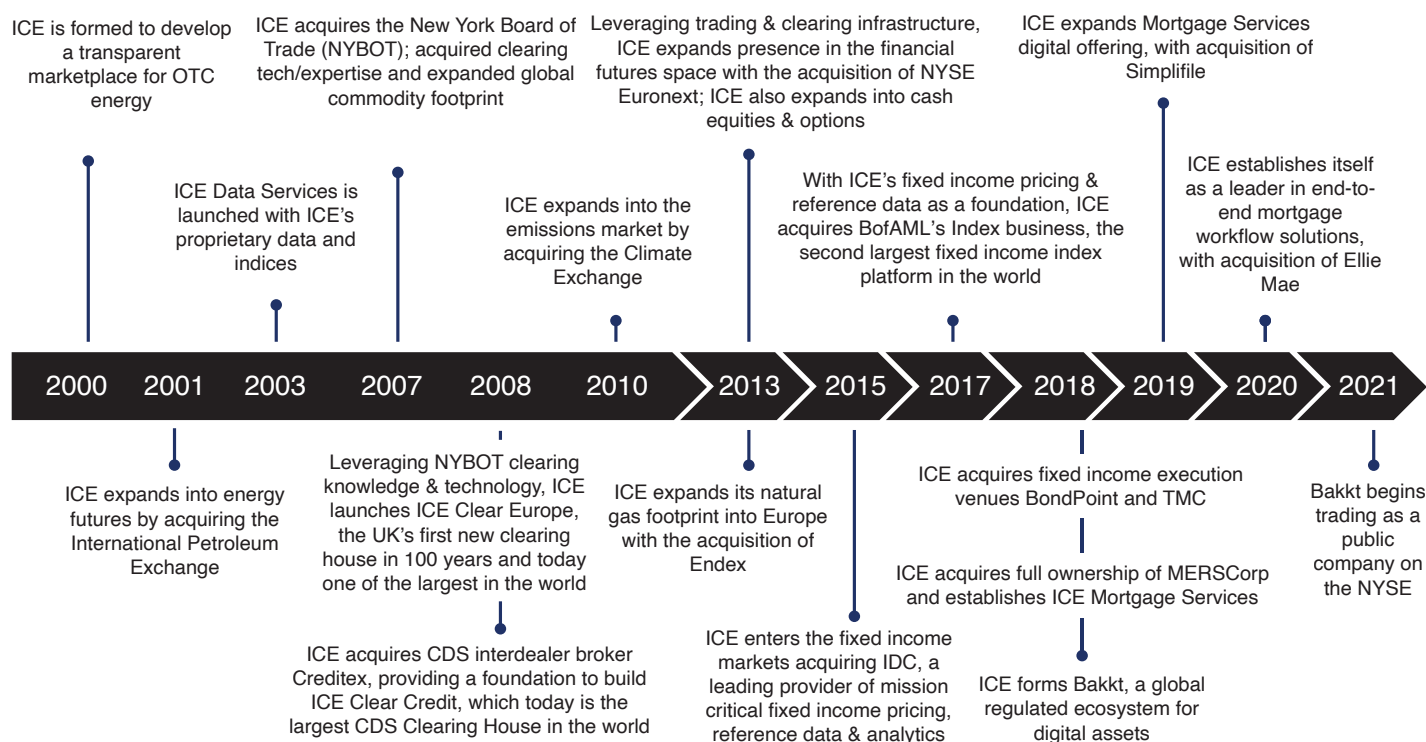 ICE is formed to develop
a transparent
marketplace for OTC
energy
ICE acquires the New York Board of
Trade (NYBOT); acquired clearing
tech/expertise and expanded global
commodity footprint
Leveraging trading & clearing infrastructure,
ICE expands presence in the financial
futures space with the acquisition of NYSE
Euronext; ICE also expands into cash
equities & options
ICE expands Mortgage Services
digital offering, with acquisition of
Simplifile
ICE Data Services is
launched with ICE's
proprietary data and
indices
ICE expands into the
emissions market by
acquiring the Climate
Exchange
With ICE's fixed income pricing &
reference data as a foundation, ICE
acquires BofAML's Index business, the
second largest fixed income index
platform in the world
ICE establishes itself
as a leader in end-to-
end mortgage
workflow solutions,
with acquisition of Ellie
Mae
2000 2001 2003 2007 2008 2010 2013 2015 2017 2018 2019 2020 2021
ICE expands into energy
futures by acquiring the
International Petroleum
Exchange
Leveraging NYBOT clearing
knowledge & technology, ICE
launches ICE Clear Europe,
the UK's first new clearing
house in 100 years and today
one of the largest in the world
ICE acquires CDS interdealer broker
Creditex, providing a foundation to build
ICE Clear Credit, which today is the
largest CDS Clearing House in the world
ICE expands its natural
gas footprint into Europe
with the acquisition of
Endex
ICE enters the fixed income
markets acquiring IDC, a
leading provider of mission
critical fixed income pricing,
reference data & analytics
ICE acquires fixed income execution
venues BondPoint and TMC
ICE acquires full ownership of MERSCorp
and establishes ICE Mortgage Services
ICE forms Bakkt, a global
regulated ecosystem for
digital assets
Bakkt begins
trading as a
public
company on
the NYSE